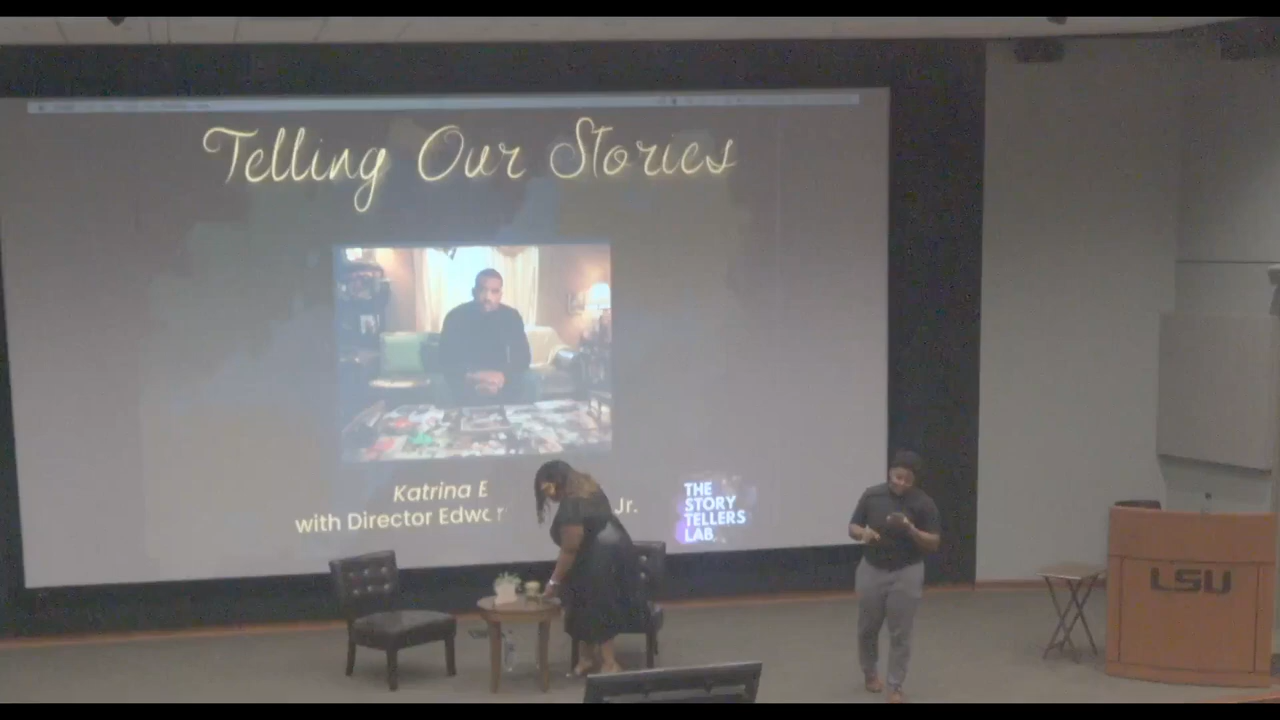 Telling Our Stories
Katrina
with Director Jr.
THE
STORY
TELLERS
LAB
LSU